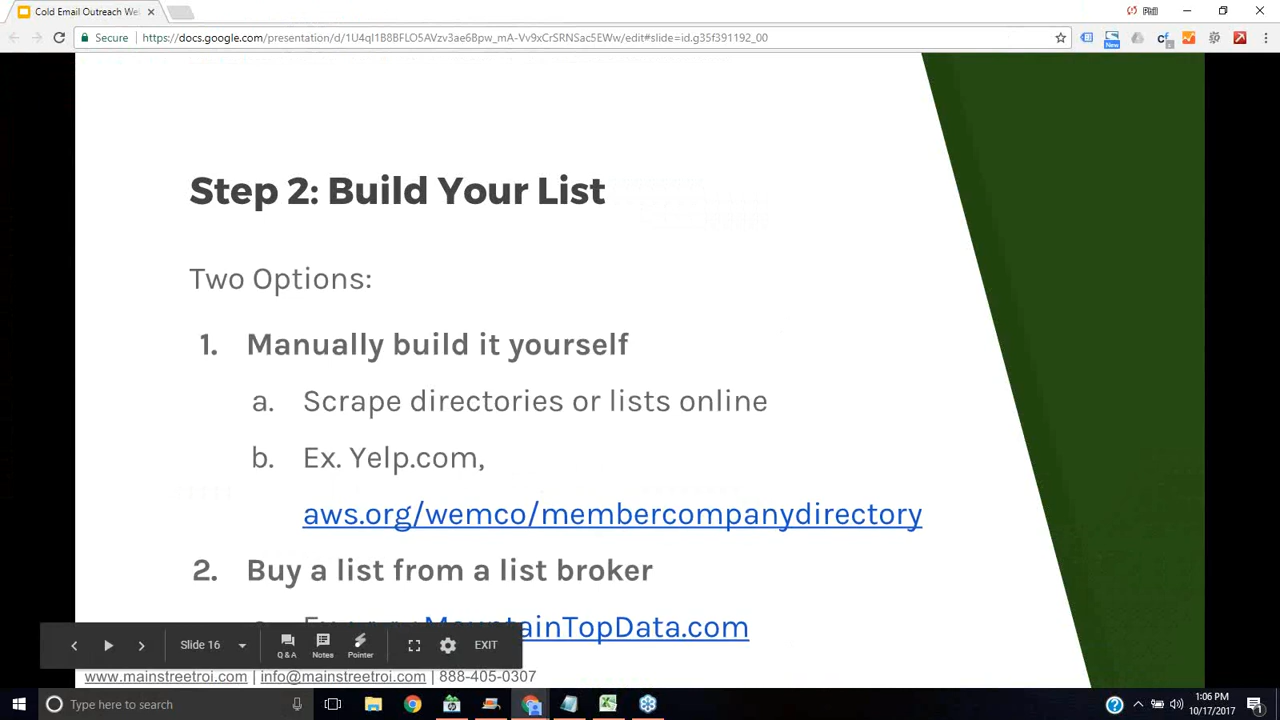 Cold Email Outreach We
Secure
https://docs.google.com/presentation/d/1U4ql1B8BFLO5AVzv3ae6Bpw_mA-Vv9xCrSRNSac5EWw/edit#slide=id.g35f391192_00
New
Step 2: Build Your List
Two Options:
1. Manually build it yourself
a. Scrape directories or lists online
b. Ex. Yelp.com,
aws.org/wemco/membercompanydirectory
2. Buy a list from a list broker
MountainTopData.com
Slide 16
Q & A
Notes
Pointer
EXIT
www.mainstreetroi.com | info@mainstreetroi.com | 888-405-0307
Type here to search
1:06 PM
10/17/2017